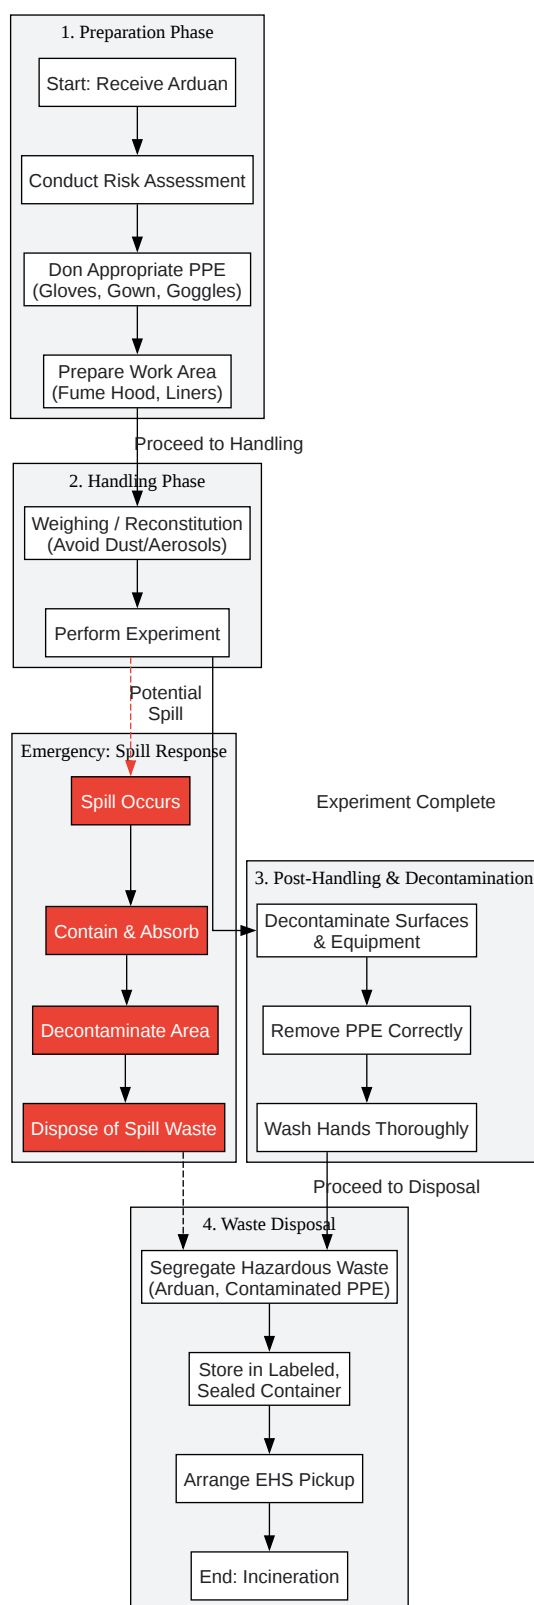 1. Preparation Phase
Start: Receive Arduan
Conduct Risk Assessment
Don Appropriate PPE
(Gloves, Gown, Goggles)
Prepare Work Area
(Fume Hood, Liners)
Proceed to Handling
2. Handling Phase
Weighing / Reconstitution
(Avoid Dust/Aerosols)
Perform Experiment
Potential
Spill
Emergency: Spill Response
Spill Occurs
Contain & Absorb
Decontaminate Area
Dispose of Spill Waste
Experiment Complete
3. Post-Handling & Decontamination
Decontaminate Surfaces
& Equipment
Remove PPE Correctly
Wash Hands Thoroughly
Proceed to Disposal
4. Waste Disposal
Segregate Hazardous Waste
(Arduan, Contaminated PPE)
Store in Labeled,
Sealed Container
Arrange EHS Pickup
End: Incineration